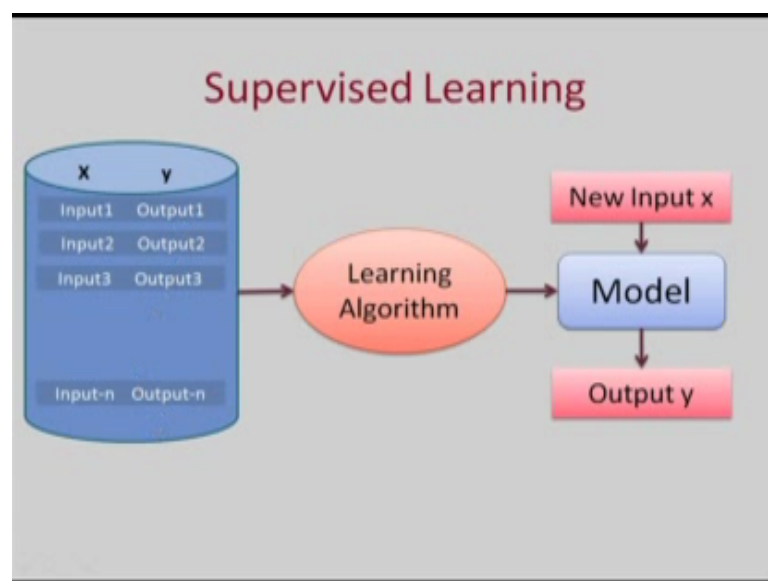 Supervised Learning
X y
Input1 Output1
Input2 Output2
Input3 Output3
Input-n Output-n
Learning
Algorithm
New Input x
Model
Output y